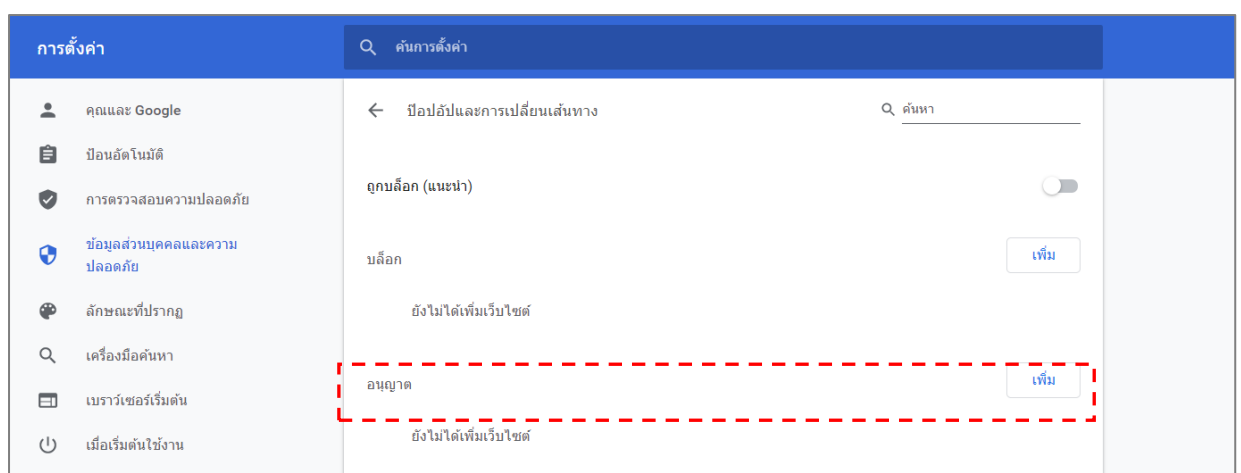 การตั้งค่า
ค้นการตั้งค่า
คุณและ Google
ป้อนอัตโนมัติ
การตรวจสอบความปลอดภัย
ข้อมูลส่วนบุคคลและความ
ปลอดภัย
ลักษณะที่ปรากฏ
เครื่องมือค้นหา
เบราว์เซอร์เริ่มต้น
เมื่อเริ่มต้นใช้งาน
ป๊อปอัปและการเปลี่ยนเส้นทาง
ค้นหา
ถูกบล็อก (แนะนำ)
บล็อก
เพิ่ม
ยังไม่ได้เพิ่มเว็บไซต์
อนุญาต
เพิ่ม
ยังไม่ได้เพิ่มเว็บไซต์